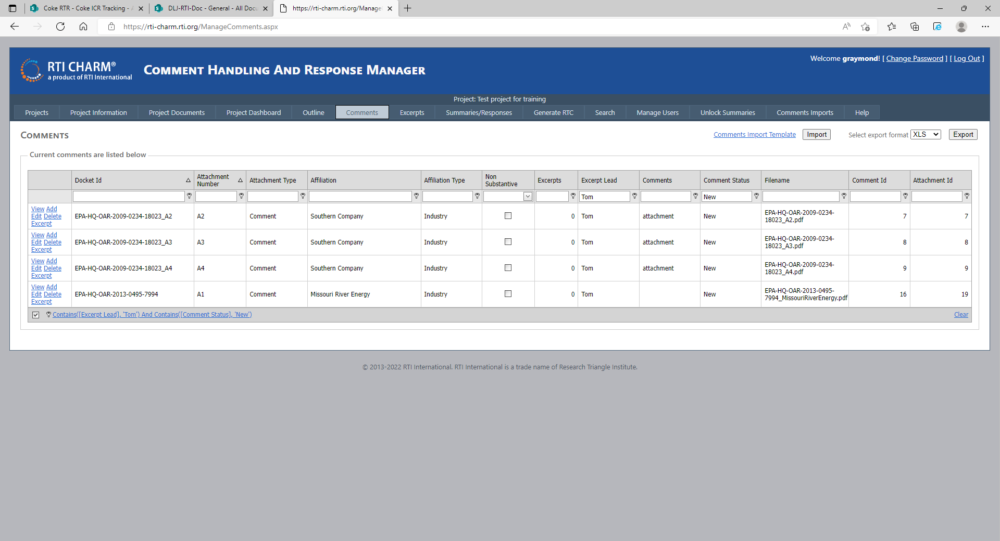 Coke RTR - Coke ICR Tracking -
DLJ-RTI-Doc - General - All Docu
https://rti-charm.rti.org/Manage
https://rti-charm.rti.org/ManageComments.aspx
RTI CHARM®
a product of RTI International
Comment Handling And Response Manager
Welcome graymond! [ Change Password ] [ Log Out ]
Project: Test project for training
Projects Project Information Project Documents Project Dashboard Outline Comments Excerpts Summaries/Responses Generate RTC Search Manage Users Unlock Summaries Comments Imports Help
Comments
Comments Import Template Import Select export format XLS Export
Current comments are listed below
Docket Id Attachment Number Attachment Type Affiliation Affiliation Type Non Substantive Excerpts Excerpt Lead Comments Comment Status Filename Comment Id Attachment Id
Tom New
View Add Edit Delete Excerpt EPA-HQ-OAR-2009-0234-18023_A2 A2 Comment Southern Company Industry 0 Tom attachment New EPA-HQ-OAR-2009-0234-18023_A2.pdf 7 7
View Add Edit Delete Excerpt EPA-HQ-OAR-2009-0234-18023_A3 A3 Comment Southern Company Industry 0 Tom attachment New EPA-HQ-OAR-2009-0234-18023_A3.pdf 8 8
View Add Edit Delete Excerpt EPA-HQ-OAR-2009-0234-18023_A4 A4 Comment Southern Company Industry 0 Tom attachment New EPA-HQ-OAR-2009-0234-18023_A4.pdf 9 9
View Add Edit Delete Excerpt EPA-HQ-OAR-2013-0495-7994 A1 Comment Missouri River Energy Industry 0 Tom New EPA-HQ-OAR-2013-0495-7994_MissouriRiverEnergy.pdf 16 19
Contains([Excerpt Lead], 'Tom') And Contains([Comment Status], 'New') Clear
© 2013-2022 RTI International. RTI International is a trade name of Research Triangle Institute.